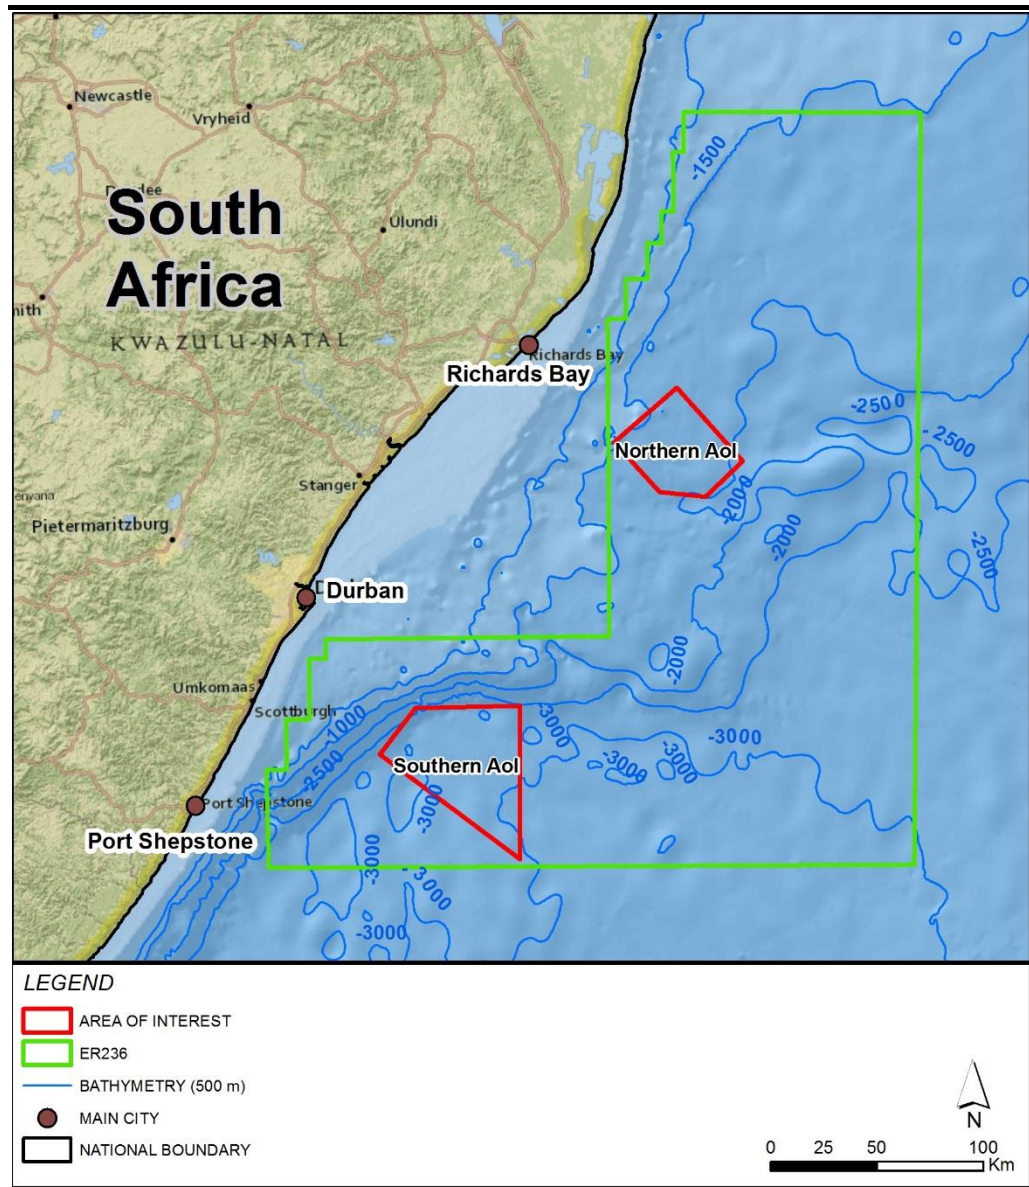 Newcastle
Vryheid
-1500
South
Africa
Ulundi
KWAZULU-NATAL
Richards Bay
Richards Bay
-2500
-2500
Northern AoI
-2000
Stanger
-2000
-2500
Pietermaritzburg
Durban
-2000
Umkomaas
Scottburgh
-1000
-3000
-3000
-2500
Southern AoI
-3000
-3000
-3000
Port Shepstone
Port Shepstone
-3000
-3000
-3000
LEGEND
AREA OF INTEREST
ER236
BATHYMETRY (500 m)
MAIN CITY
NATIONAL BOUNDARY
N
0 25 50 100
Km